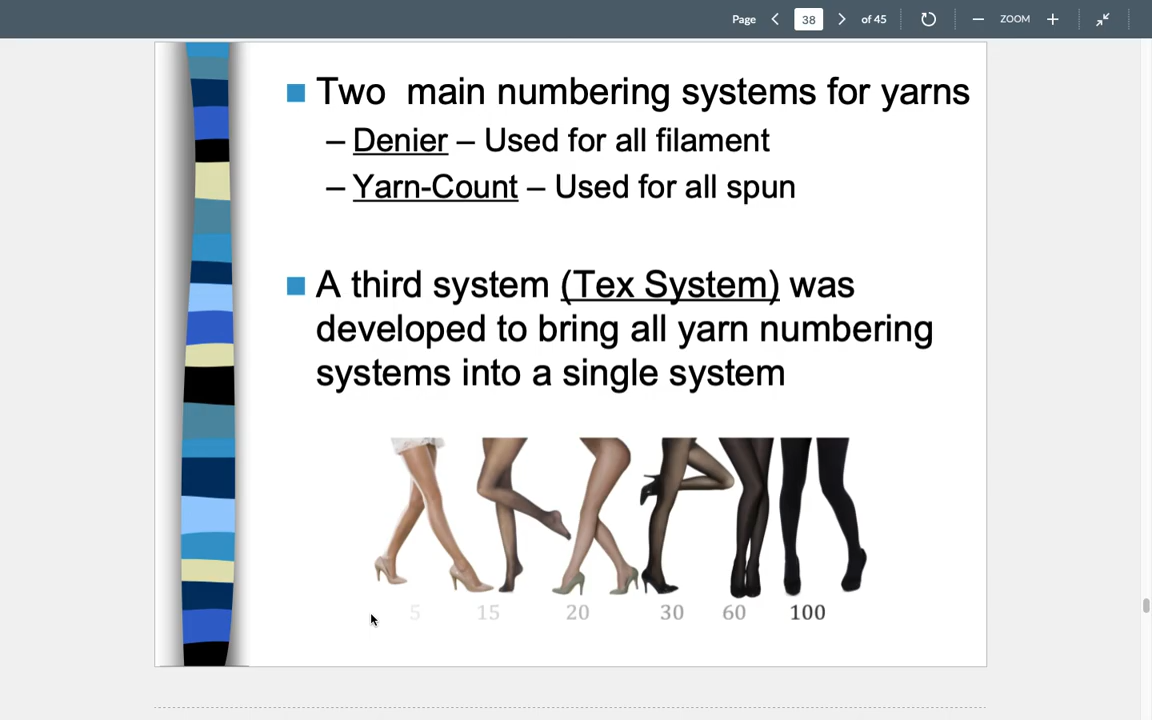 Page 38 of 45 ZOOM
Two main numbering systems for yarns
– Denier – Used for all filament
– Yarn-Count – Used for all spun
A third system (Tex System) was
developed to bring all yarn numbering
systems into a single system
5 15 20 30 60 100